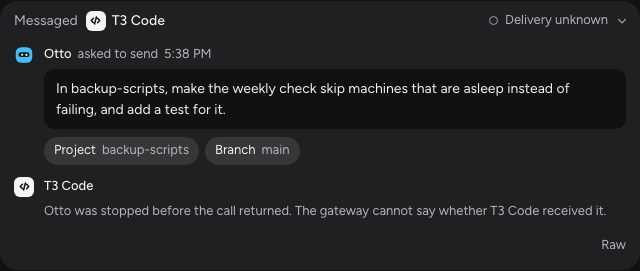 Messaged T3 Code Delivery unknown
Otto asked to send 5:38 PM
In backup-scripts, make the weekly check skip machines that are asleep instead of
failing, and add a test for it.
Project backup-scripts Branch main
T3 Code
Otto was stopped before the call returned. The gateway cannot say whether T3 Code received it.
Raw